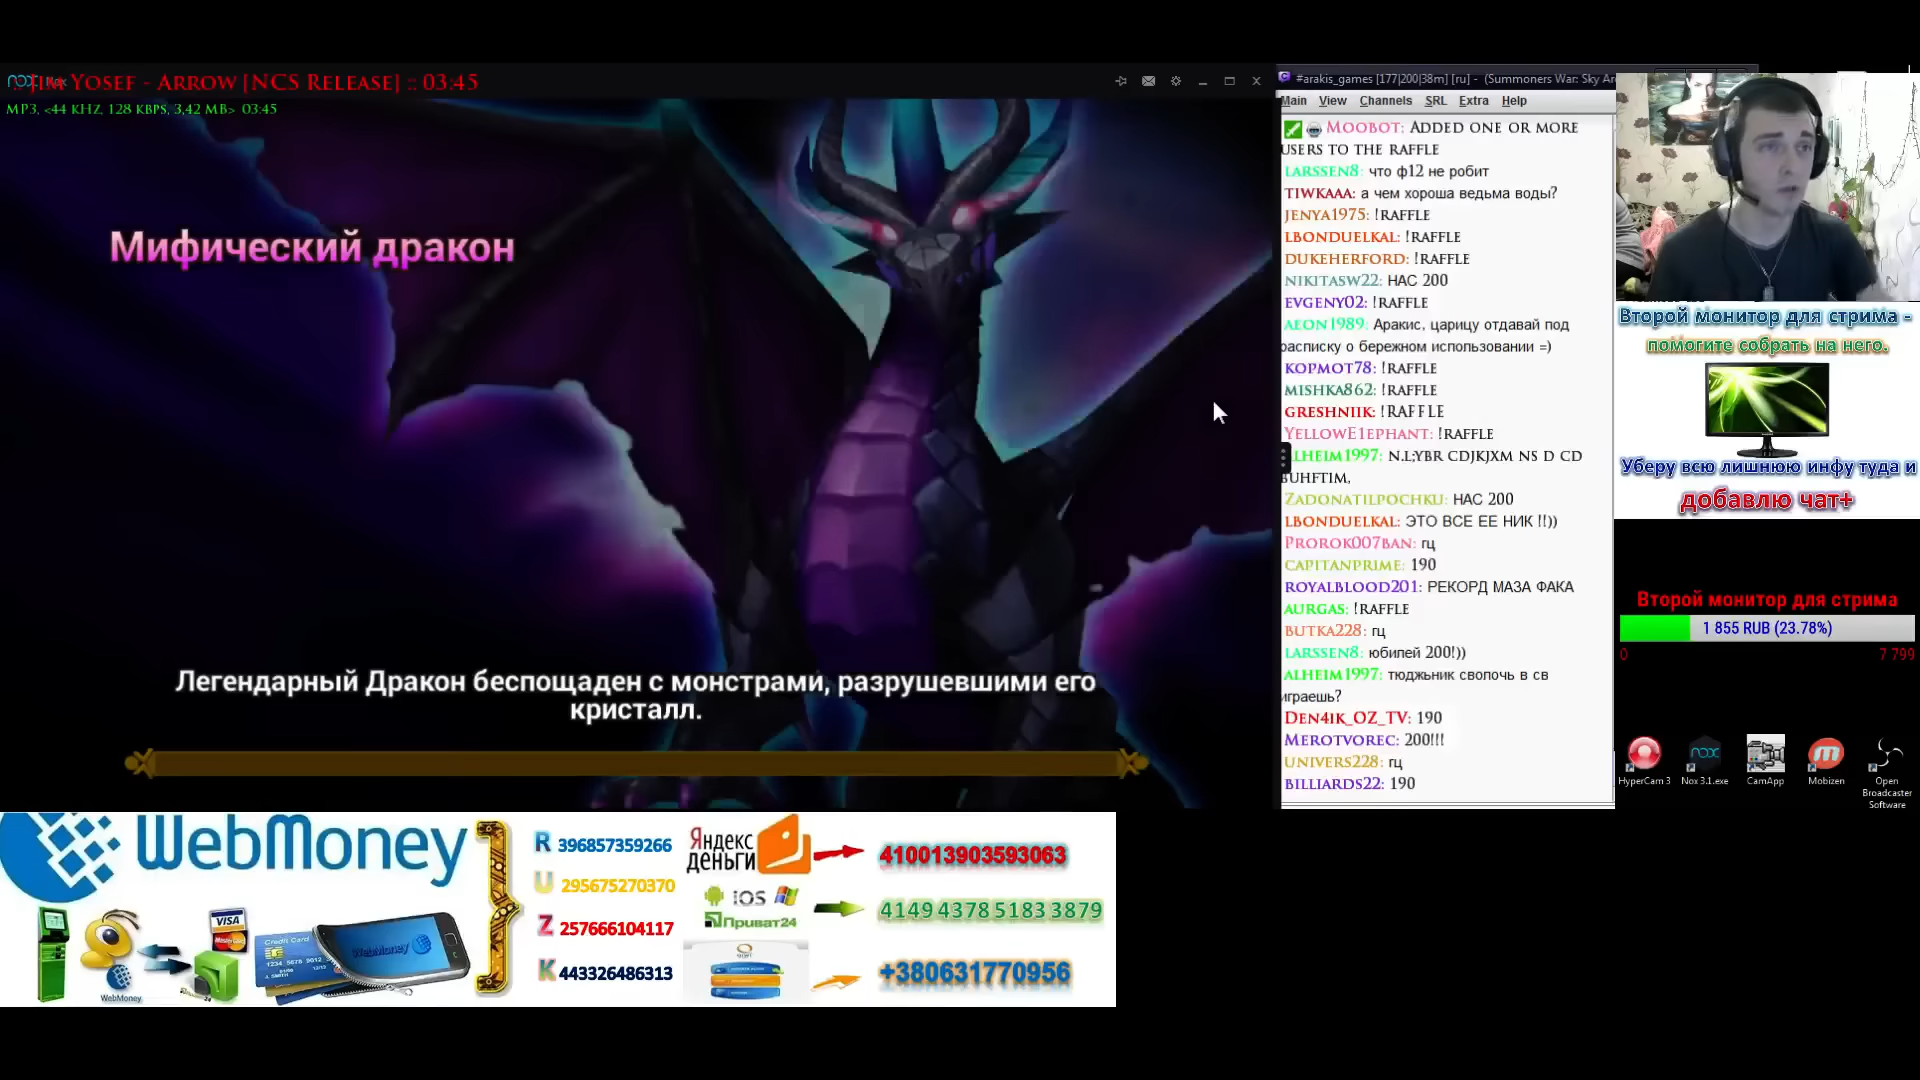 Jim Yosef - Arrow [NCS Release] :: 03:45
MP3, <44 KHZ, 128 KBPS, 3,42 MB> 03:45
Мифический дракон
Легендарный Дракон беспощаден с монстрами, разрушевшими его
кристалл.
#arakis_games [177|200|38m] [ru] - (Summoners War: Sky Ar
Main View Channels SRL Extra Help
Moobot: Added one or more
users to the raffle
larssen8: что ф12 не робит
tiwkaaa: а чем хороша ведьма воды?
jenya1975: !raffle
lbonduelkal: !raffle
dukeherford: !raffle
nikitasw22: НАС 200
evgeny02: !raffle
aeon1989: Аракис, царицу отдавай под
расписку о бережном использовании =)
kopmot78: !raffle
mishka862: !raffle
greshniik: !raffle
YellowE1ephant: !raffle
alheim1997: N.L;YBR CDJKJXM NS D CD
BUHFTIM,
Zadonatilpochku: НАС 200
lbonduelkal: ЭТО ВСЕ ЕЕ НИК !!))
Prorok007ban: гц
capitanprime: 190
royalblood201: РЕКОРД МАЗА ФАКА
aurgas: !raffle
butka228: гц
larssen8: юбилей 200!))
alheim1997: тюджьник сволочь в св
играешь?
Den4ik_OZ_TV: 190
Merotvorec: 200!!!
univers228: гц
billiards22: 190
Второй монитор для стрима -
помогите собрать на него.
Уберу всю лишнюю инфу туда и
добавлю чат+
Второй монитор для стрима
1 855 RUB (23.78%)
0 7 799
HyperCam 3 Nox 3.1.exe CamApp Mobizen Open
Broadcaster
Software
WebMoney
VISA
MasterCard
WebMoney
Credit Card
WebMoney
R 396857359266
U 295675270370
Z 257666104117
K 443326486313
Яндекс
деньги
410013903593063
iOS
Приват24
4149 4378 5183 3879
+380631770956